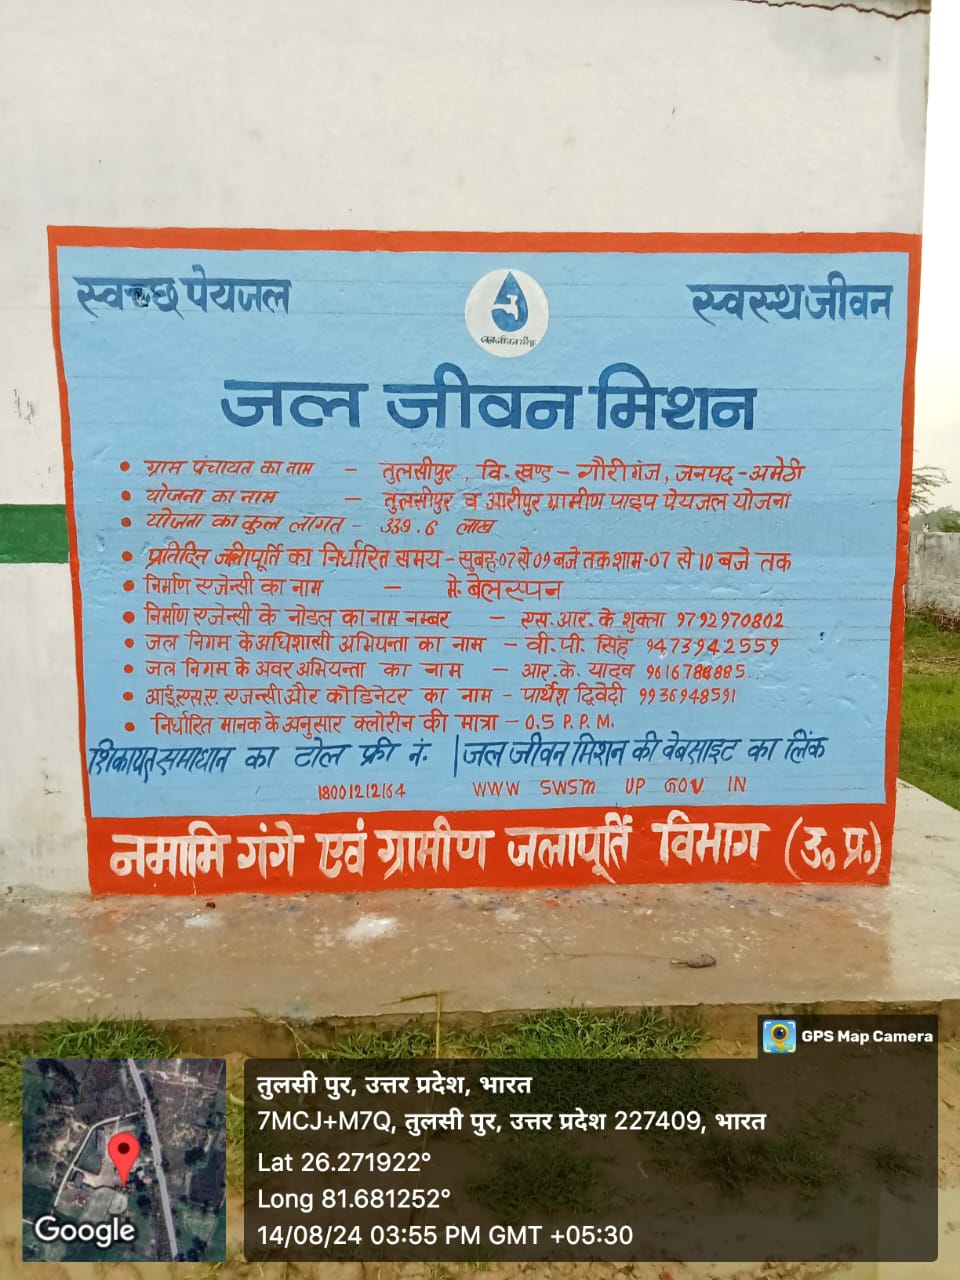 स्वच्छ पेयजल
स्वस्थ जीवन
जल जीवन मिशन
जल जीवन मिशन
• ग्राम पंचायत का नाम – तुलसीपुर, वि. खण्ड – गौरीगंज, जनपद – अमेठी
• योजना का नाम – तुलसीपुर व आरीपुर ग्रामीण पाइप पेयजल योजना
• योजना का कुल लागत – 339.6 लाख
• प्रतिदिन जलापूर्ति का निर्धारित समय – सुबह 07 से 09 बजे तक शाम-07 से 10 बजे तक
• निर्माण एजेन्सी का नाम – मे. वेलस्पन
• निर्माण एजेन्सी के नोडल का नाम नम्बर – एस. आर. के शुक्ला 9792970802
• जल निगम के अधिशासी अभियन्ता का नाम – वी. पी. सिंह 9473942559
• जल निगम के अवर अभियन्ता का नाम – आर. के. यादव
• आई.एस.ए. एजन्सी और कोडिनेटर का नाम – पार्थेश द्विवेदी 9936948591
• निर्धारित मानक के अनुसार क्लोरीन की मात्रा – 0.5 P.P.M.
शिकायत समाधान का टोल फ्री नं. | जल जीवन मिशन की वेबसाइट का लिंक
18001212164 WWW SWSM UP GOV IN
नमामि गंगे एवं ग्रामीण जलापूर्ति विभाग (उ० प्र०)
GPS Map Camera
तुलसी पुर, उत्तर प्रदेश, भारत
7MCJ+M7Q, तुलसी पुर, उत्तर प्रदेश 227409, भारत
Lat 26.271922°
Long 81.681252°
14/08/24 03:55 PM GMT +05:30
Google